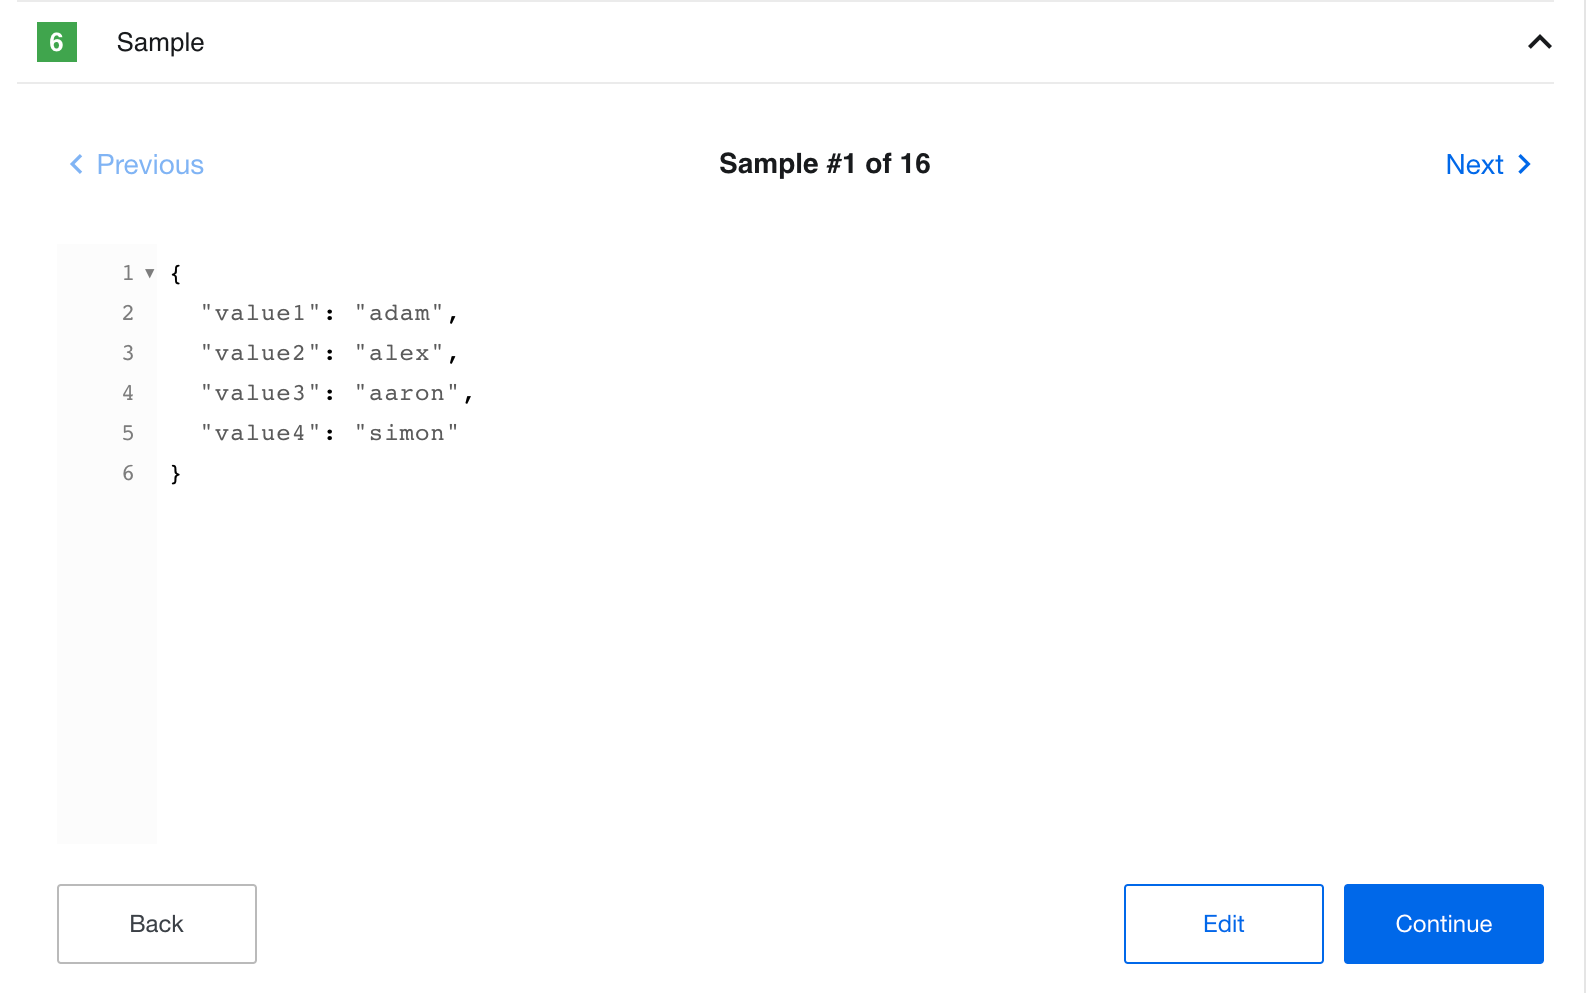 6 Sample
Previous Sample #1 of 16 Next
1 {
2 "value1": "adam",
3 "value2": "alex",
4 "value3": "aaron",
5 "value4": "simon"
6 }
Back Edit Continue